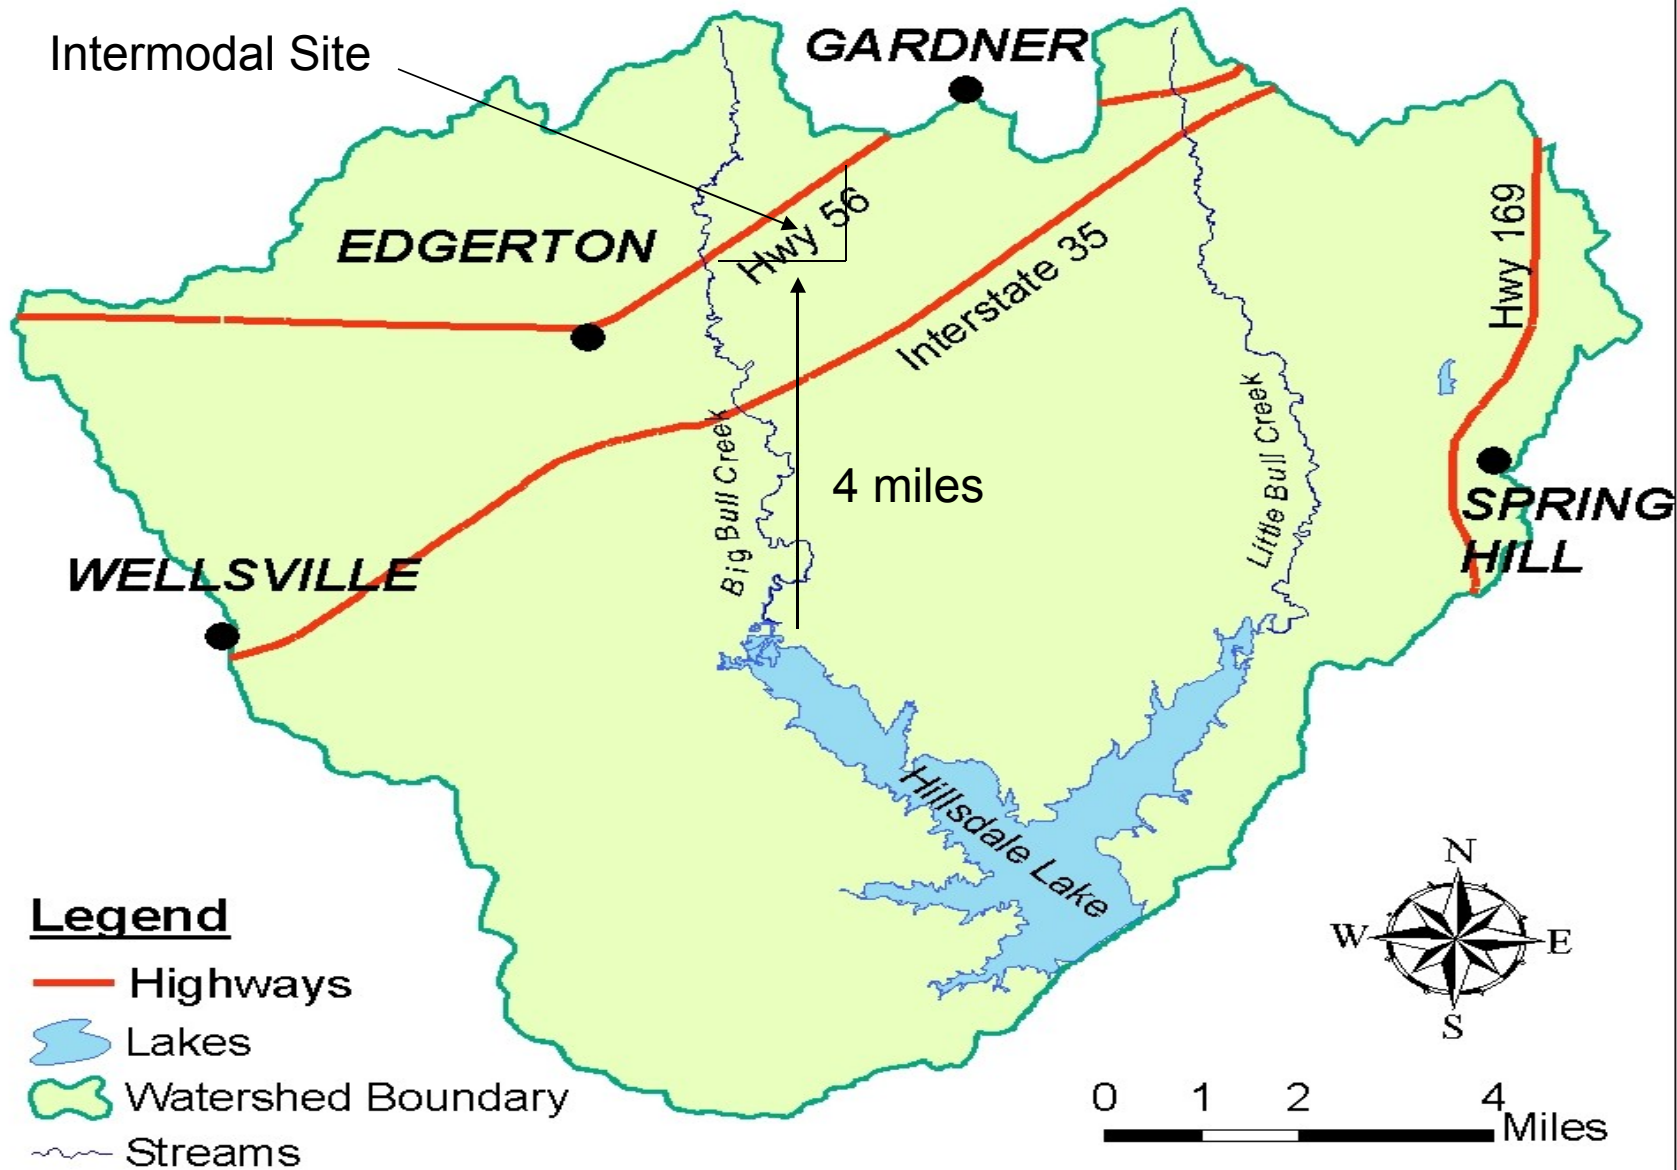 Intermodal Site
GARDNER
EDGERTON
Hwy 56
Interstate 35
Hwy 169
Big Bull Creek
4 miles
Little Bull Creek
SPRING
HILL
WELLSVILLE
Hillsdale Lake
Legend
Highways
Lakes
Watershed Boundary
Streams
N
W
E
S
0 1 2 4
Miles